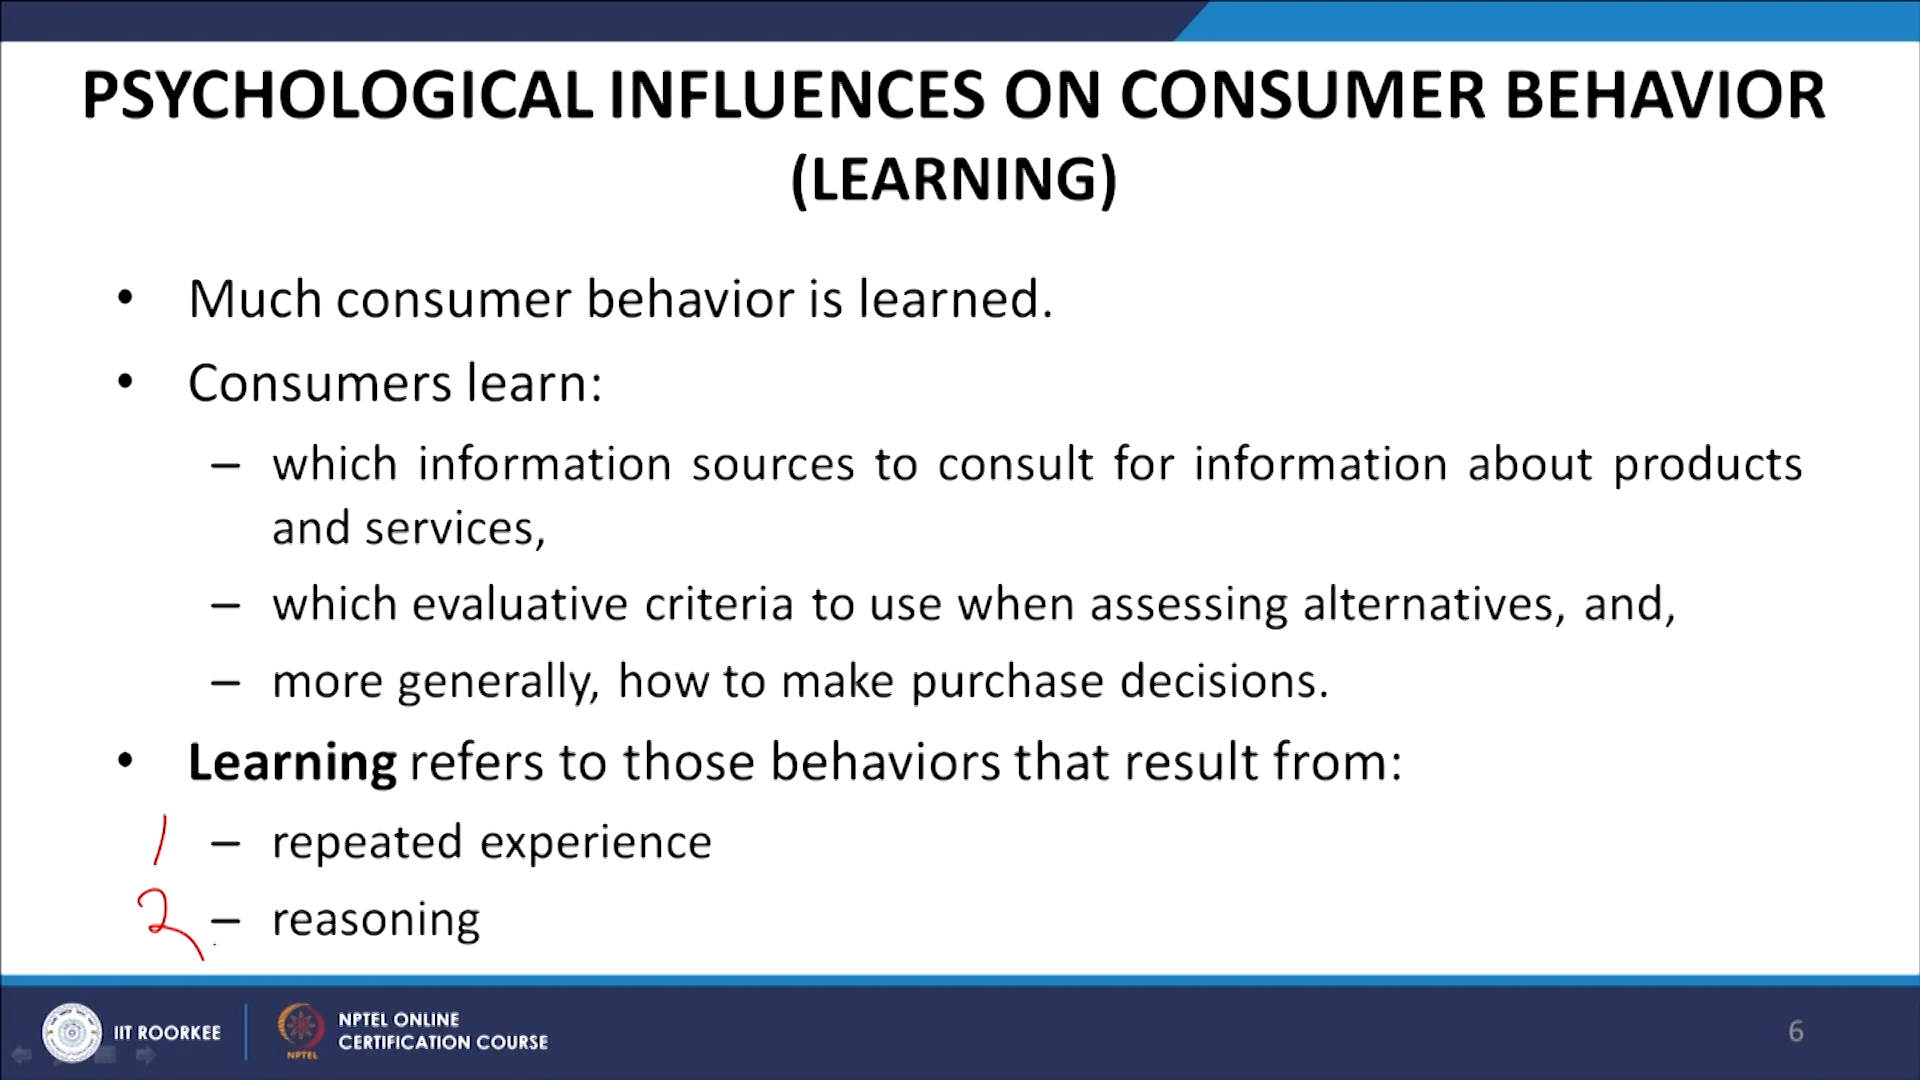 PSYCHOLOGICAL INFLUENCES ON CONSUMER BEHAVIOR
(LEARNING)
• Much consumer behavior is learned.
• Consumers learn:
– which information sources to consult for information about products
and services,
– which evaluative criteria to use when assessing alternatives, and,
– more generally, how to make purchase decisions.
• Learning refers to those behaviors that result from:
1 – repeated experience
2 – reasoning
IIT ROORKEE
NPTEL
NPTEL ONLINE
CERTIFICATION COURSE
6